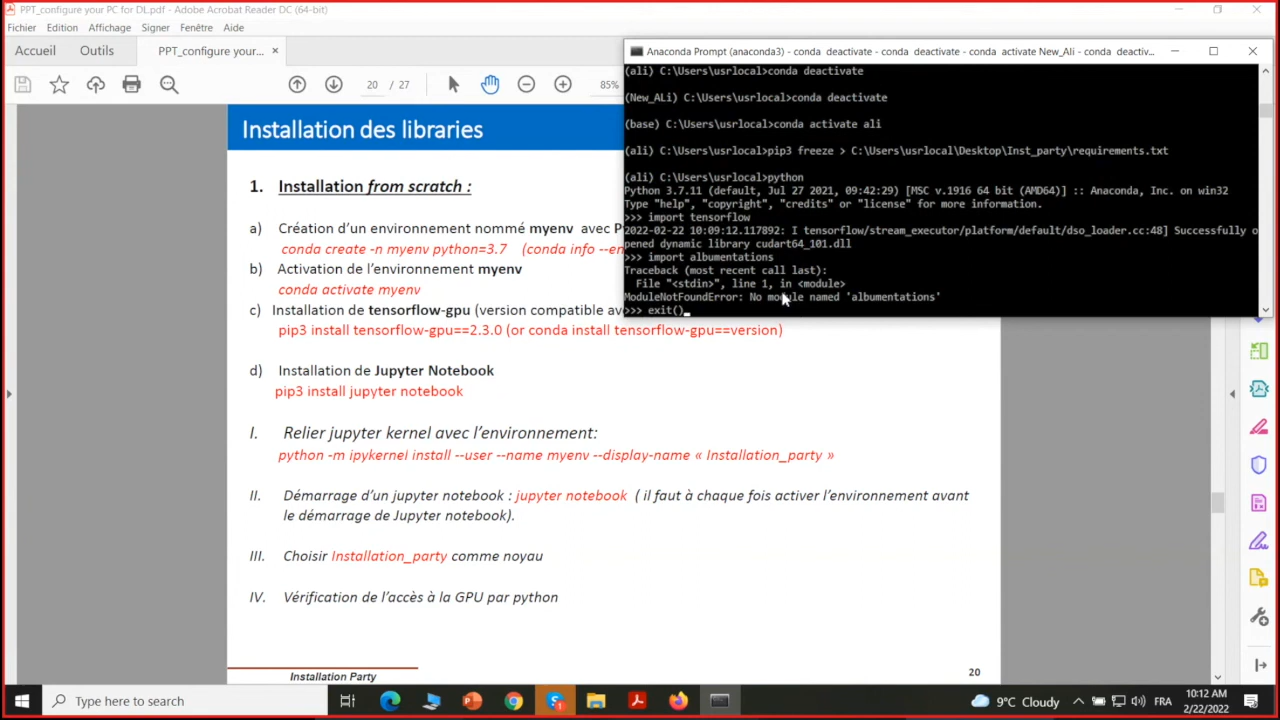 PPT_configure your PC for DL.pdf - Adobe Acrobat Reader DC (64-bit)
Fichier Edition Affichage Signer Fenêtre Aide
Accueil Outils PPT_configure your... ×
20 / 27 85%
Installation des libraries
1. Installation from scratch :
a) Création d'un environnement nommé myenv avec P
conda create -n myenv python=3.7 (conda info --en
b) Activation de l'environnement myenv
conda activate myenv
c) Installation de tensorflow-gpu (version compatible av
pip3 install tensorflow-gpu==2.3.0 (or conda install tensorflow-gpu==version)
d) Installation de Jupyter Notebook
pip3 install jupyter notebook
I. Relier jupyter kernel avec l'environnement:
python -m ipykernel install --user --name myenv --display-name « Installation_party »
II. Démarrage d'un jupyter notebook : jupyter notebook ( il faut à chaque fois activer l'environnement avant
le démarrage de Jupyter notebook).
III. Choisir Installation_party comme noyau
IV. Vérification de l'accès à la GPU par python
Installation Party
20
Anaconda Prompt (anaconda3) - conda deactivate - conda deactivate - conda activate New_Ali - conda deactiv...
(ali) C:\Users\usrlocal>conda deactivate
(New_ALi) C:\Users\usrlocal>conda deactivate
(base) C:\Users\usrlocal>conda activate ali
(ali) C:\Users\usrlocal>pip3 freeze > C:\Users\usrlocal\Desktop\Inst_party\requirements.txt
(ali) C:\Users\usrlocal>python
Python 3.7.11 (default, Jul 27 2021, 09:42:29) [MSC v.1916 64 bit (AMD64)] :: Anaconda, Inc. on win32
Type "help", "copyright", "credits" or "license" for more information.
>>> import tensorflow
2022-02-22 10:09:12.117892: I tensorflow/stream_executor/platform/default/dso_loader.cc:48] Successfully o
pened dynamic library cudart64_101.dll
>>> import albumentations
Traceback (most recent call last):
File "<stdin>", line 1, in <module>
ModuleNotFoundError: No module named 'albumentations'
>>> exit()
Type here to search
9°C Cloudy
FRA
10:12 AM
2/22/2022